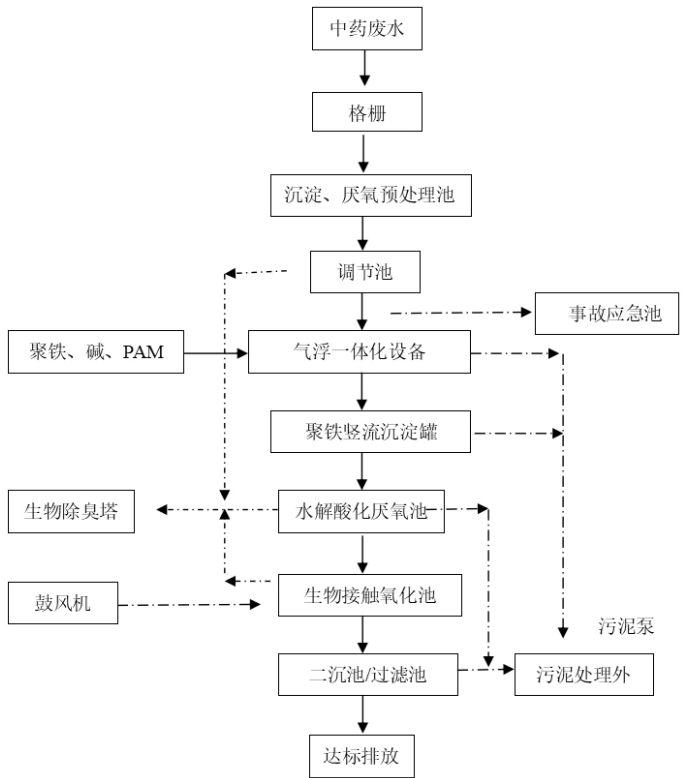 中药废水
格栅
沉淀、厌氧预处理池
调节池
事故应急池
聚铁、碱、PAM
气浮一体化设备
聚铁竖流沉淀罐
生物除臭塔
水解酸化厌氧池
生物接触氧化池
鼓风机
污泥泵
二沉池/过滤池
污泥处理外
达标排放